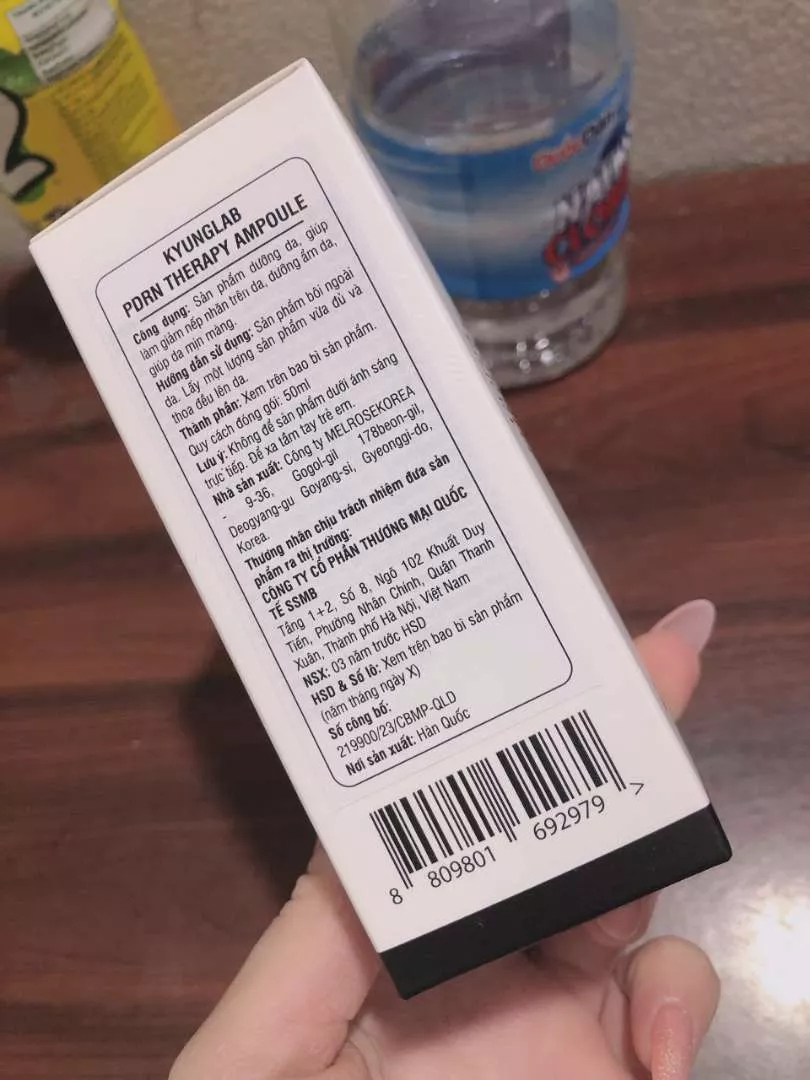 KYUNGLAB
PDRN THERAPY AMPOULE
Công dụng: Sản phẩm dưỡng da, giúp
làm giảm nếp nhăn trên da, dưỡng ẩm da,
giúp da mịn màng.
Hướng dẫn sử dụng: Sản phẩm bôi ngoài
da. Lấy một lượng sản phẩm vừa đủ và
thoa đều lên da.
Thành phần: Xem trên bao bì sản phẩm.
Quy cách đóng gói: 50ml
Lưu ý: Không để sản phẩm dưới ánh sáng
trực tiếp. Để xa tầm tay trẻ em.
Nhà sản xuất: Công ty MELROSEKOREA
- 9-36, Gogol-gil 178beon-gil,
Deogyang-gu Goyang-si, Gyeonggi-do,
Korea.
Thương nhân chịu trách nhiệm đưa sản
phẩm ra thị trường:
CÔNG TY CỔ PHẦN THƯƠNG MẠI QUỐC
TẾ SSMB
Tầng 1+2, Số 8, Ngõ 102 Khuất Duy
Tiến, Phường Nhân Chính, Quận Thanh
Xuân, Thành phố Hà Nội, Việt Nam
NSX: 03 năm trước HSD
HSD & Số lô: Xem trên bao bì sản phẩm
(năm tháng ngày X)
Số công bố:
219900/23/CBMP-QLD
Nơi sản xuất: Hàn Quốc
8 809801 692979 >